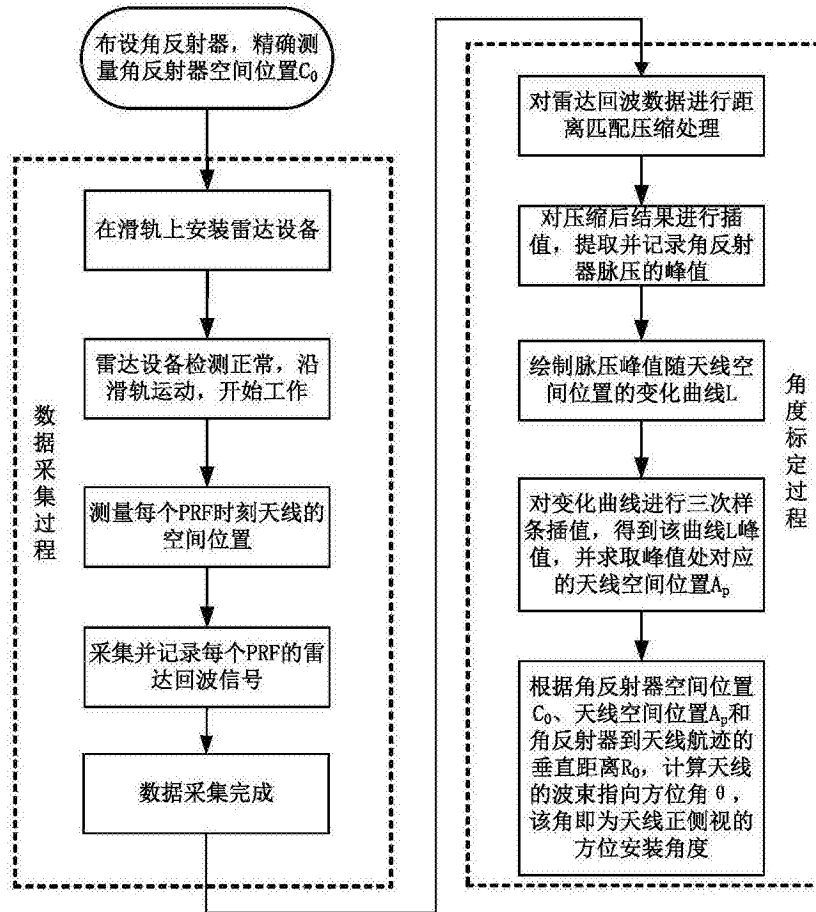 布设角反射器，精确测
量角反射器空间位置C₀
在滑轨上安装雷达设备
雷达设备检测正常，沿
滑轨运动，开始工作
测量每个PRF时刻天线的
空间位置
采集并记录每个PRF的雷
达回波信号
数据采集完成
数据采集过程
对雷达回波数据进行距
离匹配压缩处理
对压缩后结果进行插
值，提取并记录角反射
器脉压的峰值
绘制脉压峰值随天线空
间位置的变化曲线L
对变化曲线进行三次样
条插值，得到该曲线L峰
值，并求取峰值处对应
的天线空间位置Aₚ
根据角反射器空间位置
C₀、天线空间位置Aₚ和
角反射器到天线航迹的
垂直距离R₀，计算天线
的波束指向方位角θ，
该角即为天线正侧视的
方位安装角度
角度标定过程